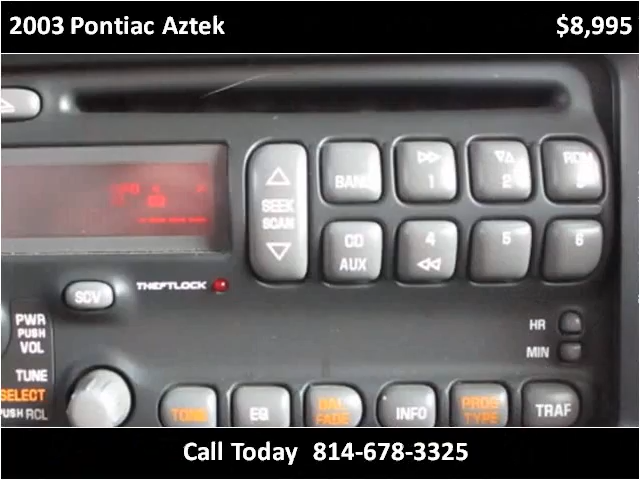 2003 Pontiac Aztek $8,995
BAND 1 2 RDM 3
SEEK
SCAN
CD
AUX
4 5 6
SCV THEFTLOCK
PWR
PUSH
VOL
HR
MIN
TUNE
SELECT
PUSH RCL
TONE EQ BAL
FADE INFO PROG
TYPE TRAF
Call Today 814-678-3325